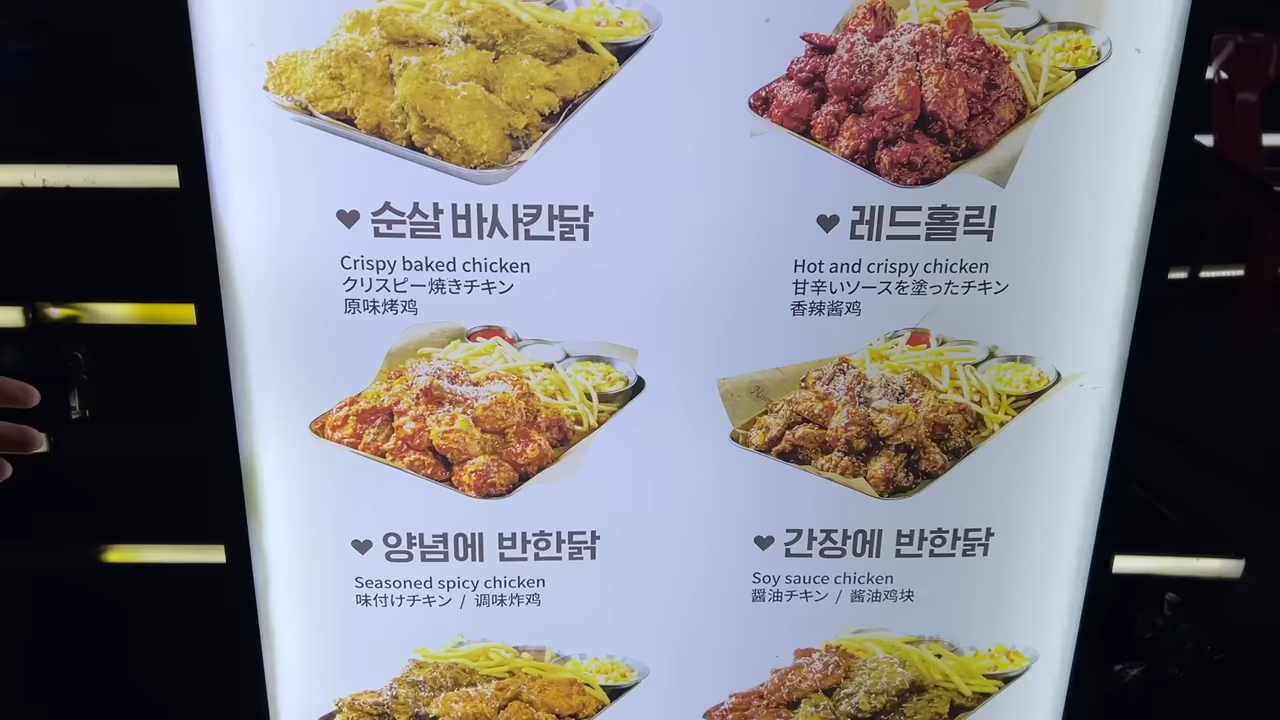 ♥ 순살 바사칸닭
Crispy baked chicken
クリスピー焼きチキン
原味烤鸡
♥ 레드홀릭
Hot and crispy chicken
甘辛いソースを塗ったチキン
香辣酱鸡
♥ 양념에 반한닭
Seasoned spicy chicken
味付けチキン / 调味炸鸡
♥ 간장에 반한닭
Soy sauce chicken
醤油チキン / 酱油鸡块